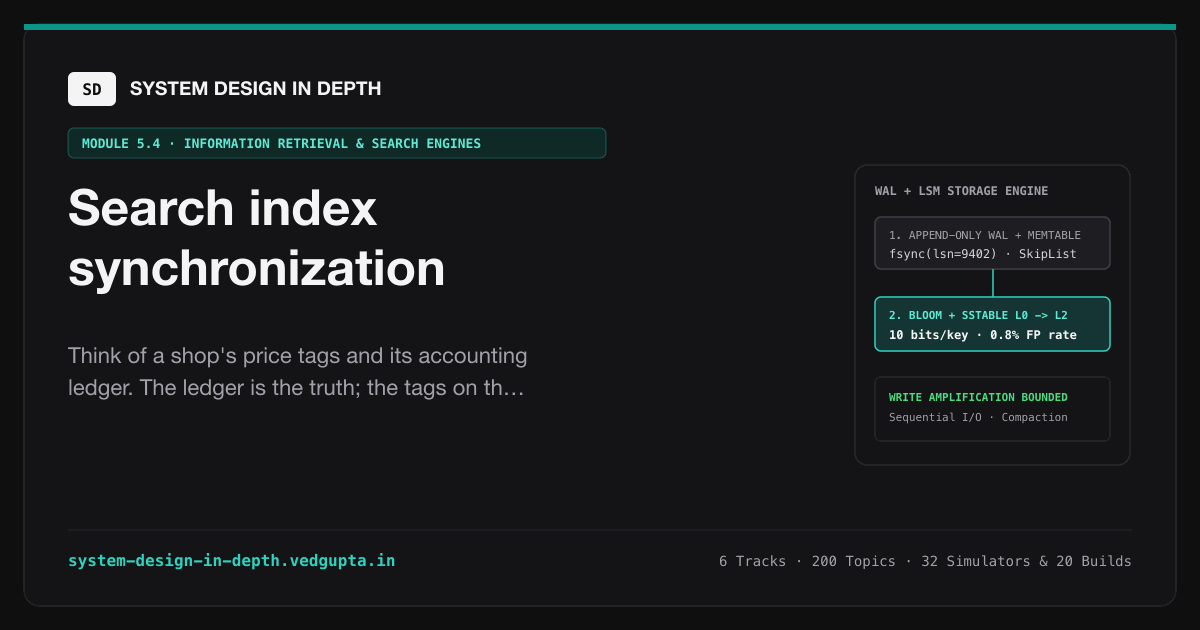 SD SYSTEM DESIGN IN DEPTH
MODULE 5.4 · INFORMATION RETRIEVAL & SEARCH ENGINES
Search index
synchronization
Think of a shop's price tags and its accounting
ledger. The ledger is the truth; the tags on th…
WAL + LSM STORAGE ENGINE
1. APPEND-ONLY WAL + MEMTABLE
fsync(lsn=9402) · SkipList
2. BLOOM + SSTABLE L0 -> L2
10 bits/key · 0.8% FP rate
WRITE AMPLIFICATION BOUNDED
Sequential I/O · Compaction
system-design-in-depth.vedgupta.in
6 Tracks · 200 Topics · 32 Simulators & 20 Builds